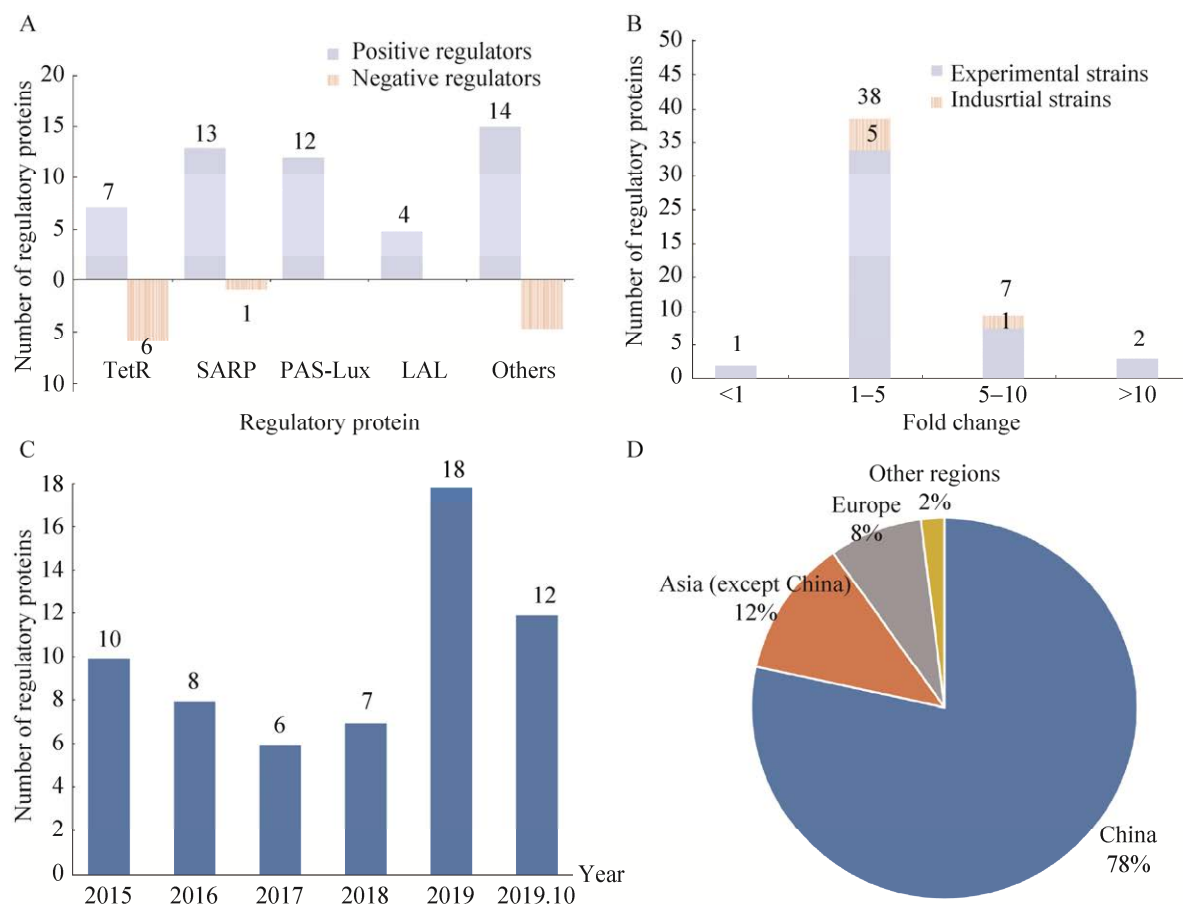 A
Positive regulators
Negative regulators
Number of regulatory proteins
20
15
10
5
0
5
10
7
13
12
4
14
6
1
TetR
SARP
PAS-Lux
LAL
Others
Regulatory protein
B
Experimental strains
Indusrtial strains
Number of regulatory proteins
50
45
40
35
30
25
20
15
10
5
0
1
38
5
7
1
2
<1
1–5
5–10
>10
Fold change
C
Number of regulatory proteins
18
16
14
12
10
8
6
4
2
0
10
8
6
7
18
12
2015
2016
2017
2018
2019
2019.10
Year
D
Other regions
2%
Europe
8%
Asia (except China)
12%
China
78%